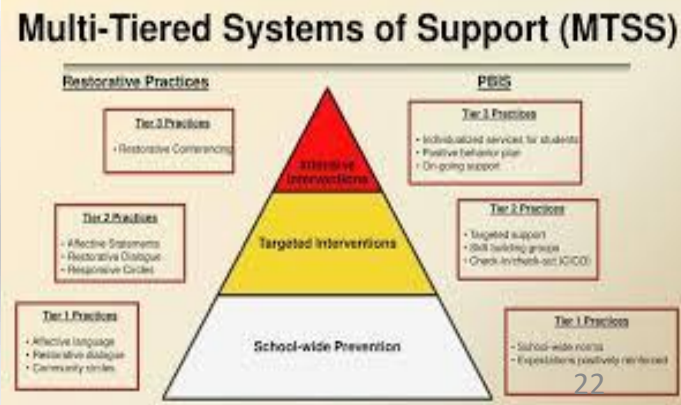 Multi-Tiered Systems of Support (MTSS)
Restorative Practices
PBIS
Tier 3 Practices
• Restorative Conferencing
Tier 3 Practices
• Individualized services for students
• Positive behavior plan
• On-going support
Intensive
Interventions
Tier 2 Practices
• Affective Statements
• Restorative Dialogue
• Responsive Circles
Targeted Interventions
Tier 2 Practices
• Targeted support
• Skill building groups
• Check-in/check-out (CICO)
Tier 1 Practices
• Affective language
• Restorative dialogue
• Community circles
School-wide Prevention
Tier 1 Practices
• School-wide norms
• Expectations positively reinforced
22